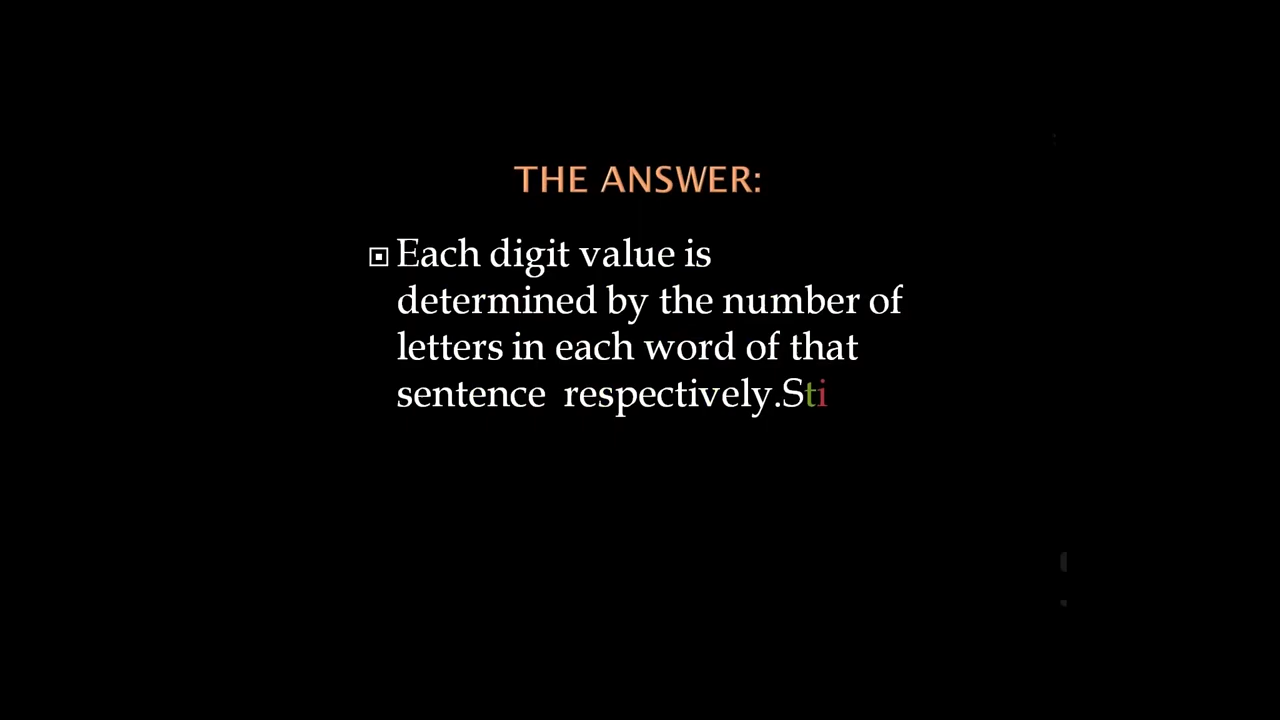 THE ANSWER:
Each digit value is
determined by the number of
letters in each word of that
sentence  respectively.Sti